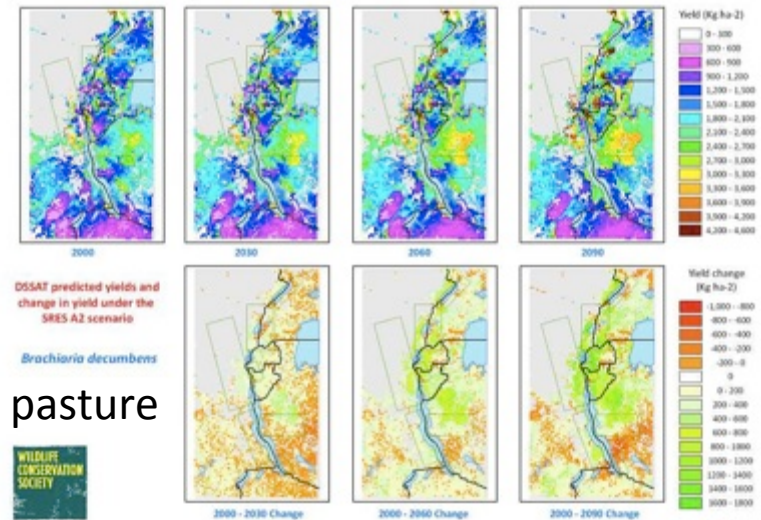 Yield (Kg ha-2)
0 - 300
300 - 600
600 - 900
900 - 1,200
1,200 - 1,500
1,500 - 1,800
1,800 - 2,100
2,100 - 2,400
2,400 - 2,700
2,700 - 3,000
3,000 - 3,300
3,300 - 3,600
3,600 - 3,900
3,900 - 4,200
4,200 - 4,600
2000
2030
2060
2090
DSSAT predicted yields and
change in yield under the
SRES A2 scenario
Brachiaria decumbens
pasture
WILDLIFE
CONSERVATION
SOCIETY
Yield change
(Kg ha-2)
-1,000 - -800
-800 - -600
-600 - -400
-400 - -200
-200 - 0
0
0 - 200
200 - 400
400 - 600
600 - 800
800 - 1000
1000 - 1200
1200 - 1400
1400 - 1600
1600 - 1800
2000 - 2030 Change
2000 - 2060 Change
2000 - 2090 Change